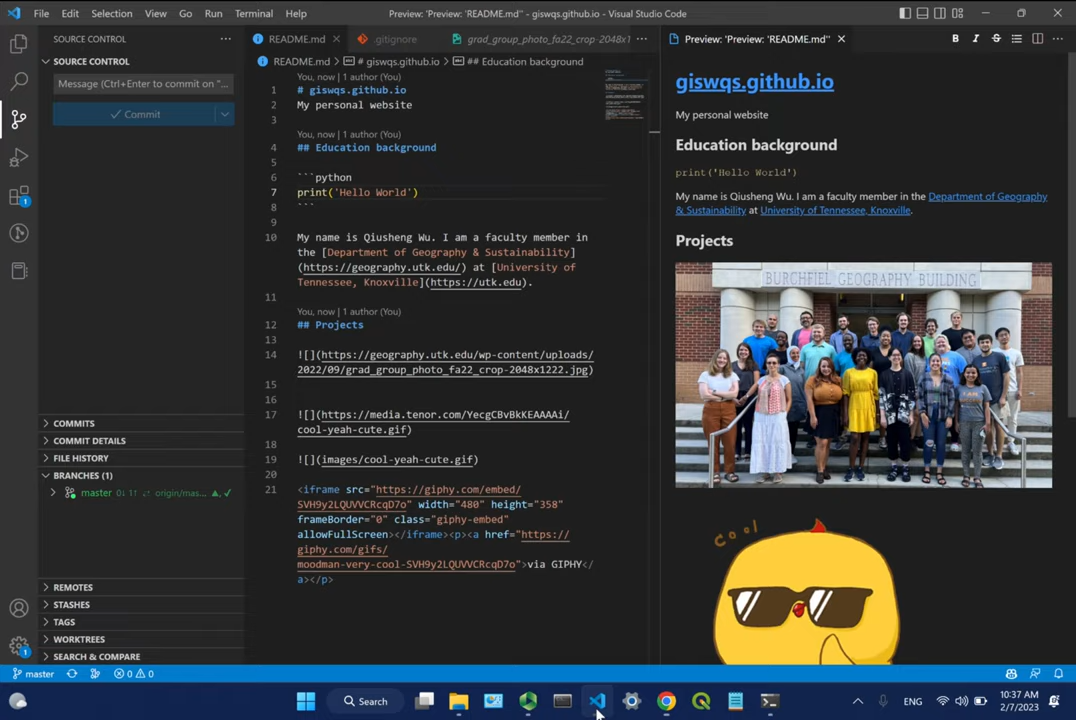 File Edit Selection View Go Run Terminal Help
Preview: 'Preview: 'README.md'' - giswqs.github.io - Visual Studio Code
SOURCE CONTROL
SOURCE CONTROL
Message (Ctrl+Enter to commit on "...
Commit
COMMITS
COMMIT DETAILS
FILE HISTORY
BRANCHES (1)
master
origin/mas...
REMOTES
STASHES
TAGS
WORKTREES
SEARCH & COMPARE
README.md
.gitignore
grad_group_photo_fa22_crop-2048x1
README.md > # giswqs.github.io > ## Education background
You, now | 1 author (You)
1 # giswqs.github.io
2 My personal website
3
You, now | 1 author (You)
4 ## Education background
5
6 ```python
7 print('Hello World')
8 ```
9
10 My name is Qiusheng Wu. I am a faculty member in
the [Department of Geography & Sustainability]
(https://geography.utk.edu/) at [University of
Tennessee, Knoxville](https://utk.edu).
11
You, now | 1 author (You)
12 ## Projects
13
14 ![](https://geography.utk.edu/wp-content/uploads/
2022/09/grad_group_photo_fa22_crop-2048x1222.jpg)
15
16
17 ![](https://media.tenor.com/YecgCBvBkKEAAAAi/
cool-yeah-cute.gif)
18
19 ![](images/cool-yeah-cute.gif)
20
21 <iframe src="https://giphy.com/embed/
SVH9y2LQUVVCRcqD7o" width="480" height="358"
frameBorder="0" class="giphy-embed"
allowFullScreen></iframe><p><a href="https://
giphy.com/gifs/
moodman-very-cool-SVH9y2LQUVVCRcqD7o">via GIPHY</
a></p>
Preview: 'Preview: 'README.md''
giswqs.github.io
My personal website
Education background
print('Hello World')
My name is Qiusheng Wu. I am a faculty member in the Department of Geography
& Sustainability at University of Tennessee, Knoxville.
Projects
BURCHFIEL GEOGRAPHY BUILDING
Cool
1
1
master
0 0
Search
ENG
10:37 AM
2/7/2023